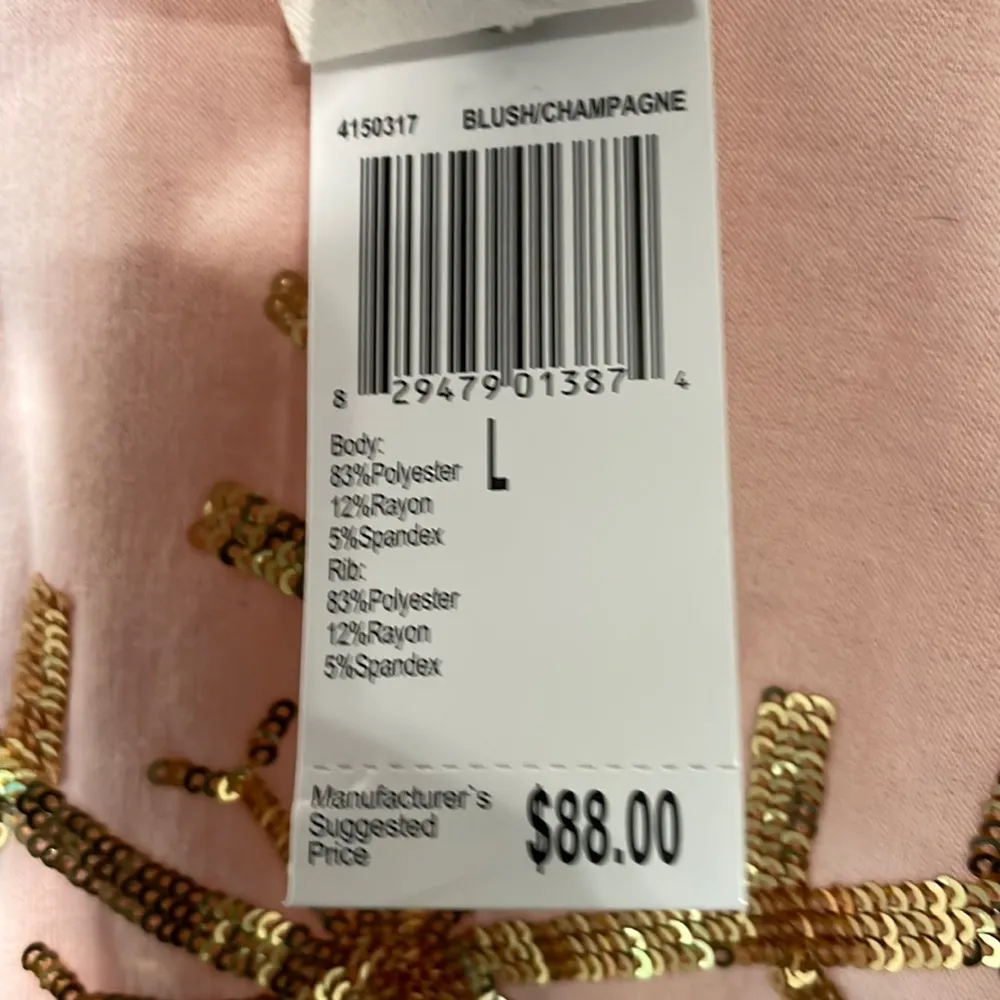 4150317 BLUSH/CHAMPAGNE
8 29479 01387 4
L
Body:
83%Polyester
12%Rayon
5%Spandex
Rib:
83%Polyester
12%Rayon
5%Spandex
Manufacturer`s
Suggested
Price
$88.00